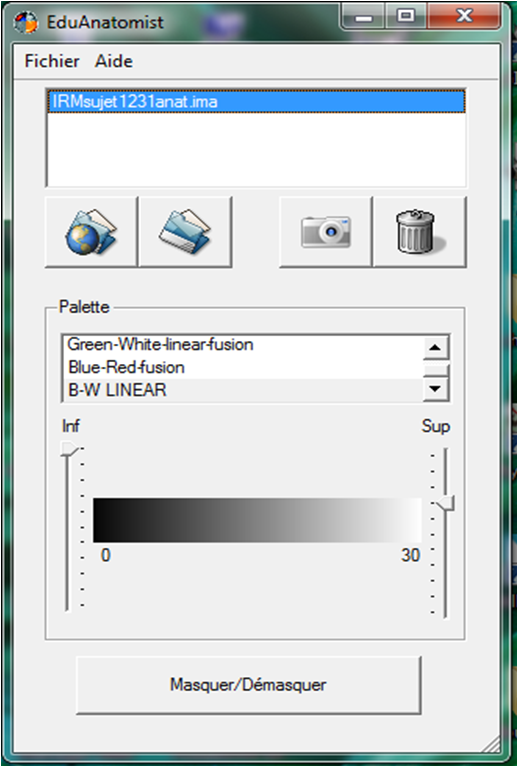 EduAnatomist
Fichier Aide
IRMsujet1231anat.ima
Palette
Green-White-linear-fusion
Blue-Red-fusion
B-W LINEAR
Inf Sup
0 30
Masquer/Démasquer